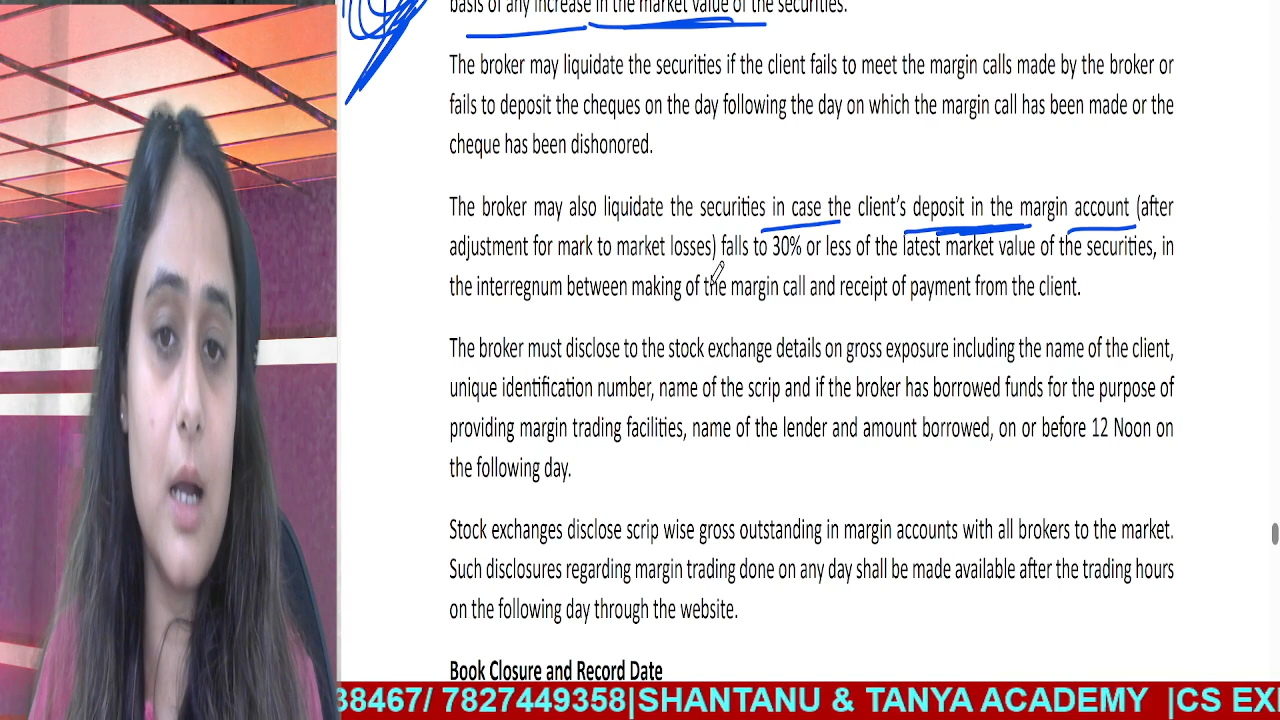 basis of any increase in the market value of the securities.
The broker may liquidate the securities if the client fails to meet the margin calls made by the broker or
fails to deposit the cheques on the day following the day on which the margin call has been made or the
cheque has been dishonored.
The broker may also liquidate the securities in case the client's deposit in the margin account (after
adjustment for mark to market losses) falls to 30% or less of the latest market value of the securities, in
the interregnum between making of the margin call and receipt of payment from the client.
The broker must disclose to the stock exchange details on gross exposure including the name of the client,
unique identification number, name of the scrip and if the broker has borrowed funds for the purpose of
providing margin trading facilities, name of the lender and amount borrowed, on or before 12 Noon on
the following day.
Stock exchanges disclose scrip wise gross outstanding in margin accounts with all brokers to the market.
Such disclosures regarding margin trading done on any day shall be made available after the trading hours
on the following day through the website.
Book Closure and Record Date
38467/ 7827449358|SHANTANU & TANYA ACADEMY |CS EX